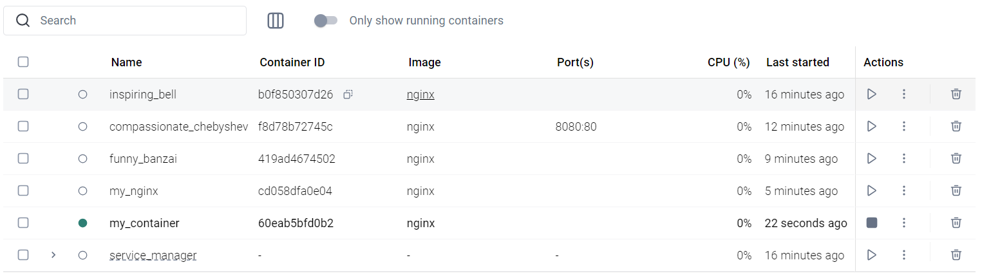 Search Only show running containers
Name Container ID Image Port(s) CPU (%) Last started Actions
inspiring_bell b0f850307d26 nginx 0% 16 minutes ago
compassionate_chebyshev f8d78b72745c nginx 8080:80 0% 12 minutes ago
funny_banzai 419ad4674502 nginx 0% 9 minutes ago
my_nginx cd058dfa0e04 nginx 0% 5 minutes ago
my_container 60eab5bfd0b2 nginx 0% 22 seconds ago
service_manager - - - 0% 16 minutes ago